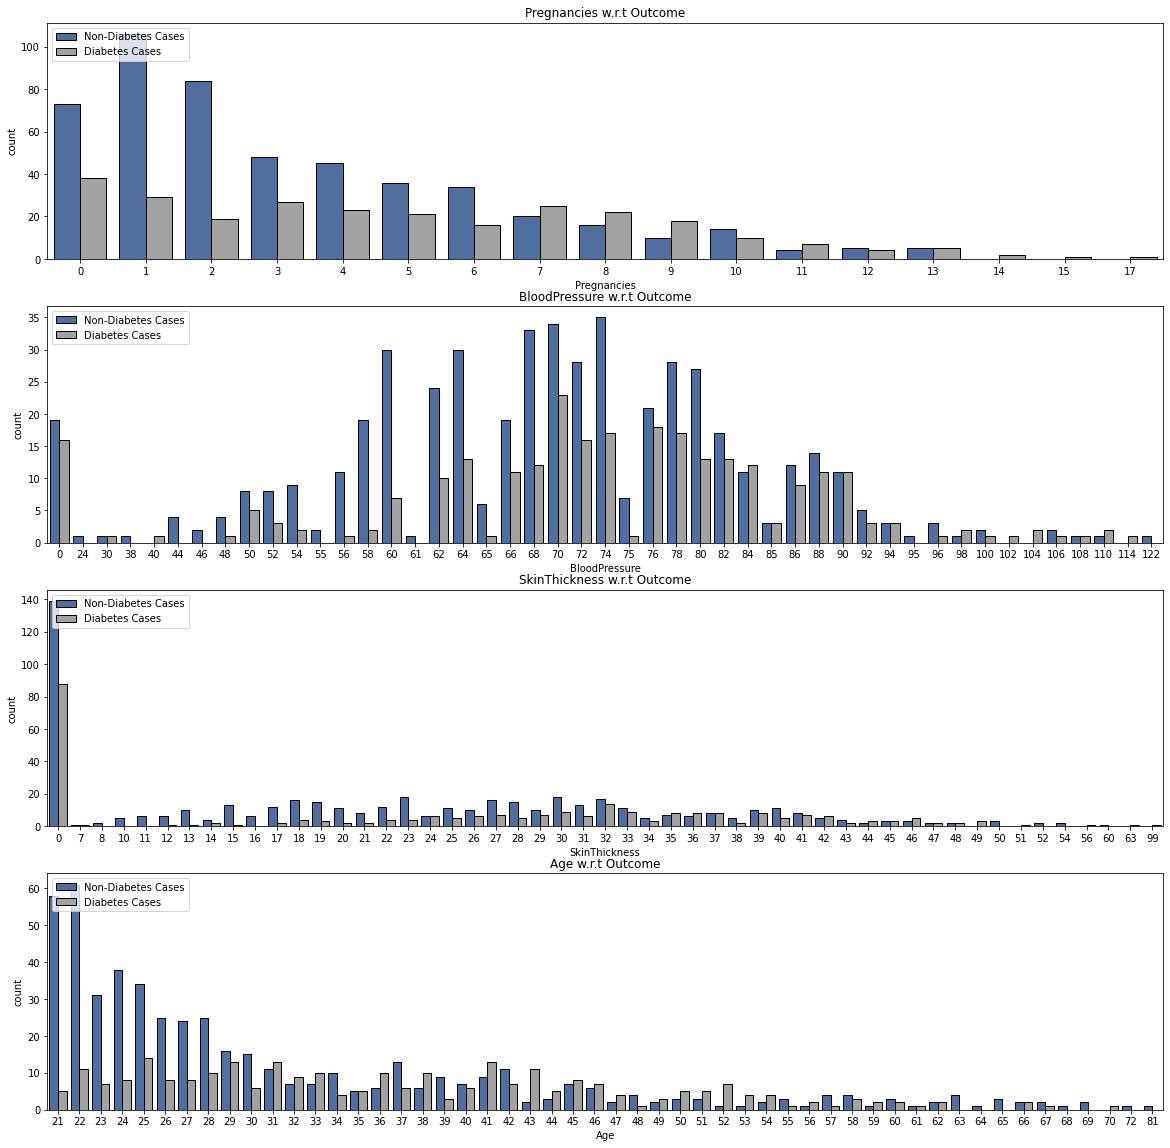 Pregnancies w.r.t Outcome
Non-Diabetes Cases
Diabetes Cases
100
80
60
40
20
0
count
0 1 2 3 4 5 6 7 8 9 10 11 12 13 14 15 17
Pregnancies
BloodPressure w.r.t Outcome
Non-Diabetes Cases
Diabetes Cases
35
30
25
20
15
10
5
0
count
0 24 30 38 40 44 46 48 50 52 54 55 56 58 60 61 62 64 65 66 68 70 72 74 75 76 78 80 82 84 85 86 88 90 92 94 95 96 98 100 102 104 106 108 110 114 122
BloodPressure
SkinThickness w.r.t Outcome
Non-Diabetes Cases
Diabetes Cases
140
120
100
80
60
40
20
0
count
0 7 8 10 11 12 13 14 15 16 17 18 19 20 21 22 23 24 25 26 27 28 29 30 31 32 33 34 35 36 37 38 39 40 41 42 43 44 45 46 47 48 49 50 51 52 54 56 60 63 99
SkinThickness
Age w.r.t Outcome
Non-Diabetes Cases
Diabetes Cases
60
50
40
30
20
10
0
count
21 22 23 24 25 26 27 28 29 30 31 32 33 34 35 36 37 38 39 40 41 42 43 44 45 46 47 48 49 50 51 52 53 54 55 56 57 58 59 60 61 62 63 64 65 66 67 68 69 70 72 81
Age